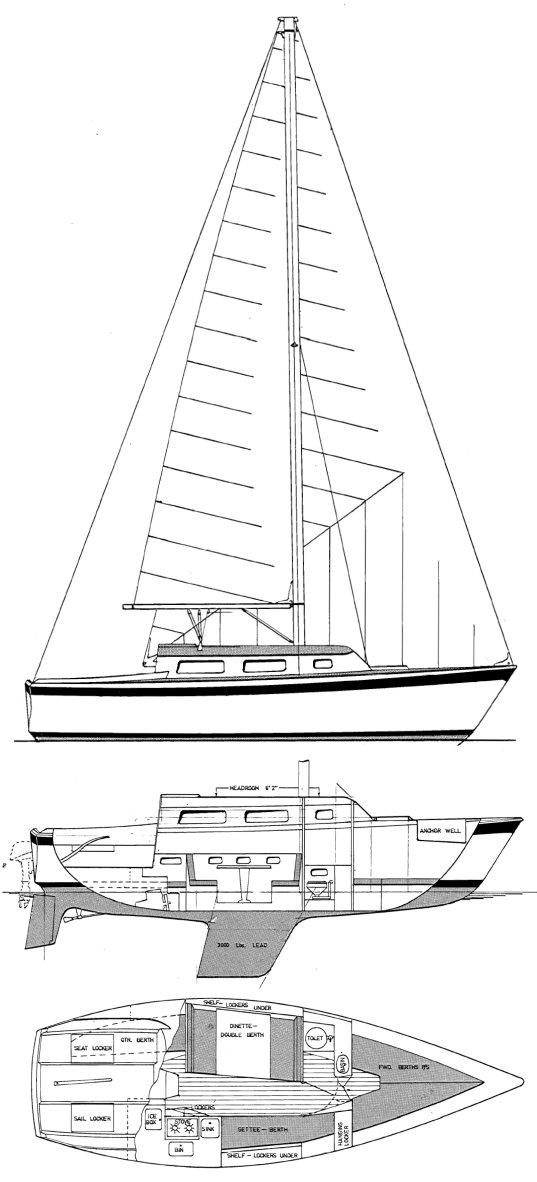 HEADROOM 6'2"
ANCHOR WELL
3000 Lbs. LEAD
SHELF- LOCKERS UNDER
QTR. BERTH
SEAT LOCKER
DINETTE-
DOUBLE BERTH
TOILET
FWD. BERTHS P/S
LOCKERS
SAIL LOCKER
ICE
BOX
STOVE
SINK
BIN
SETTEE-BERTH
HANGING
LOCKER
SHELF-LOCKERS UNDER